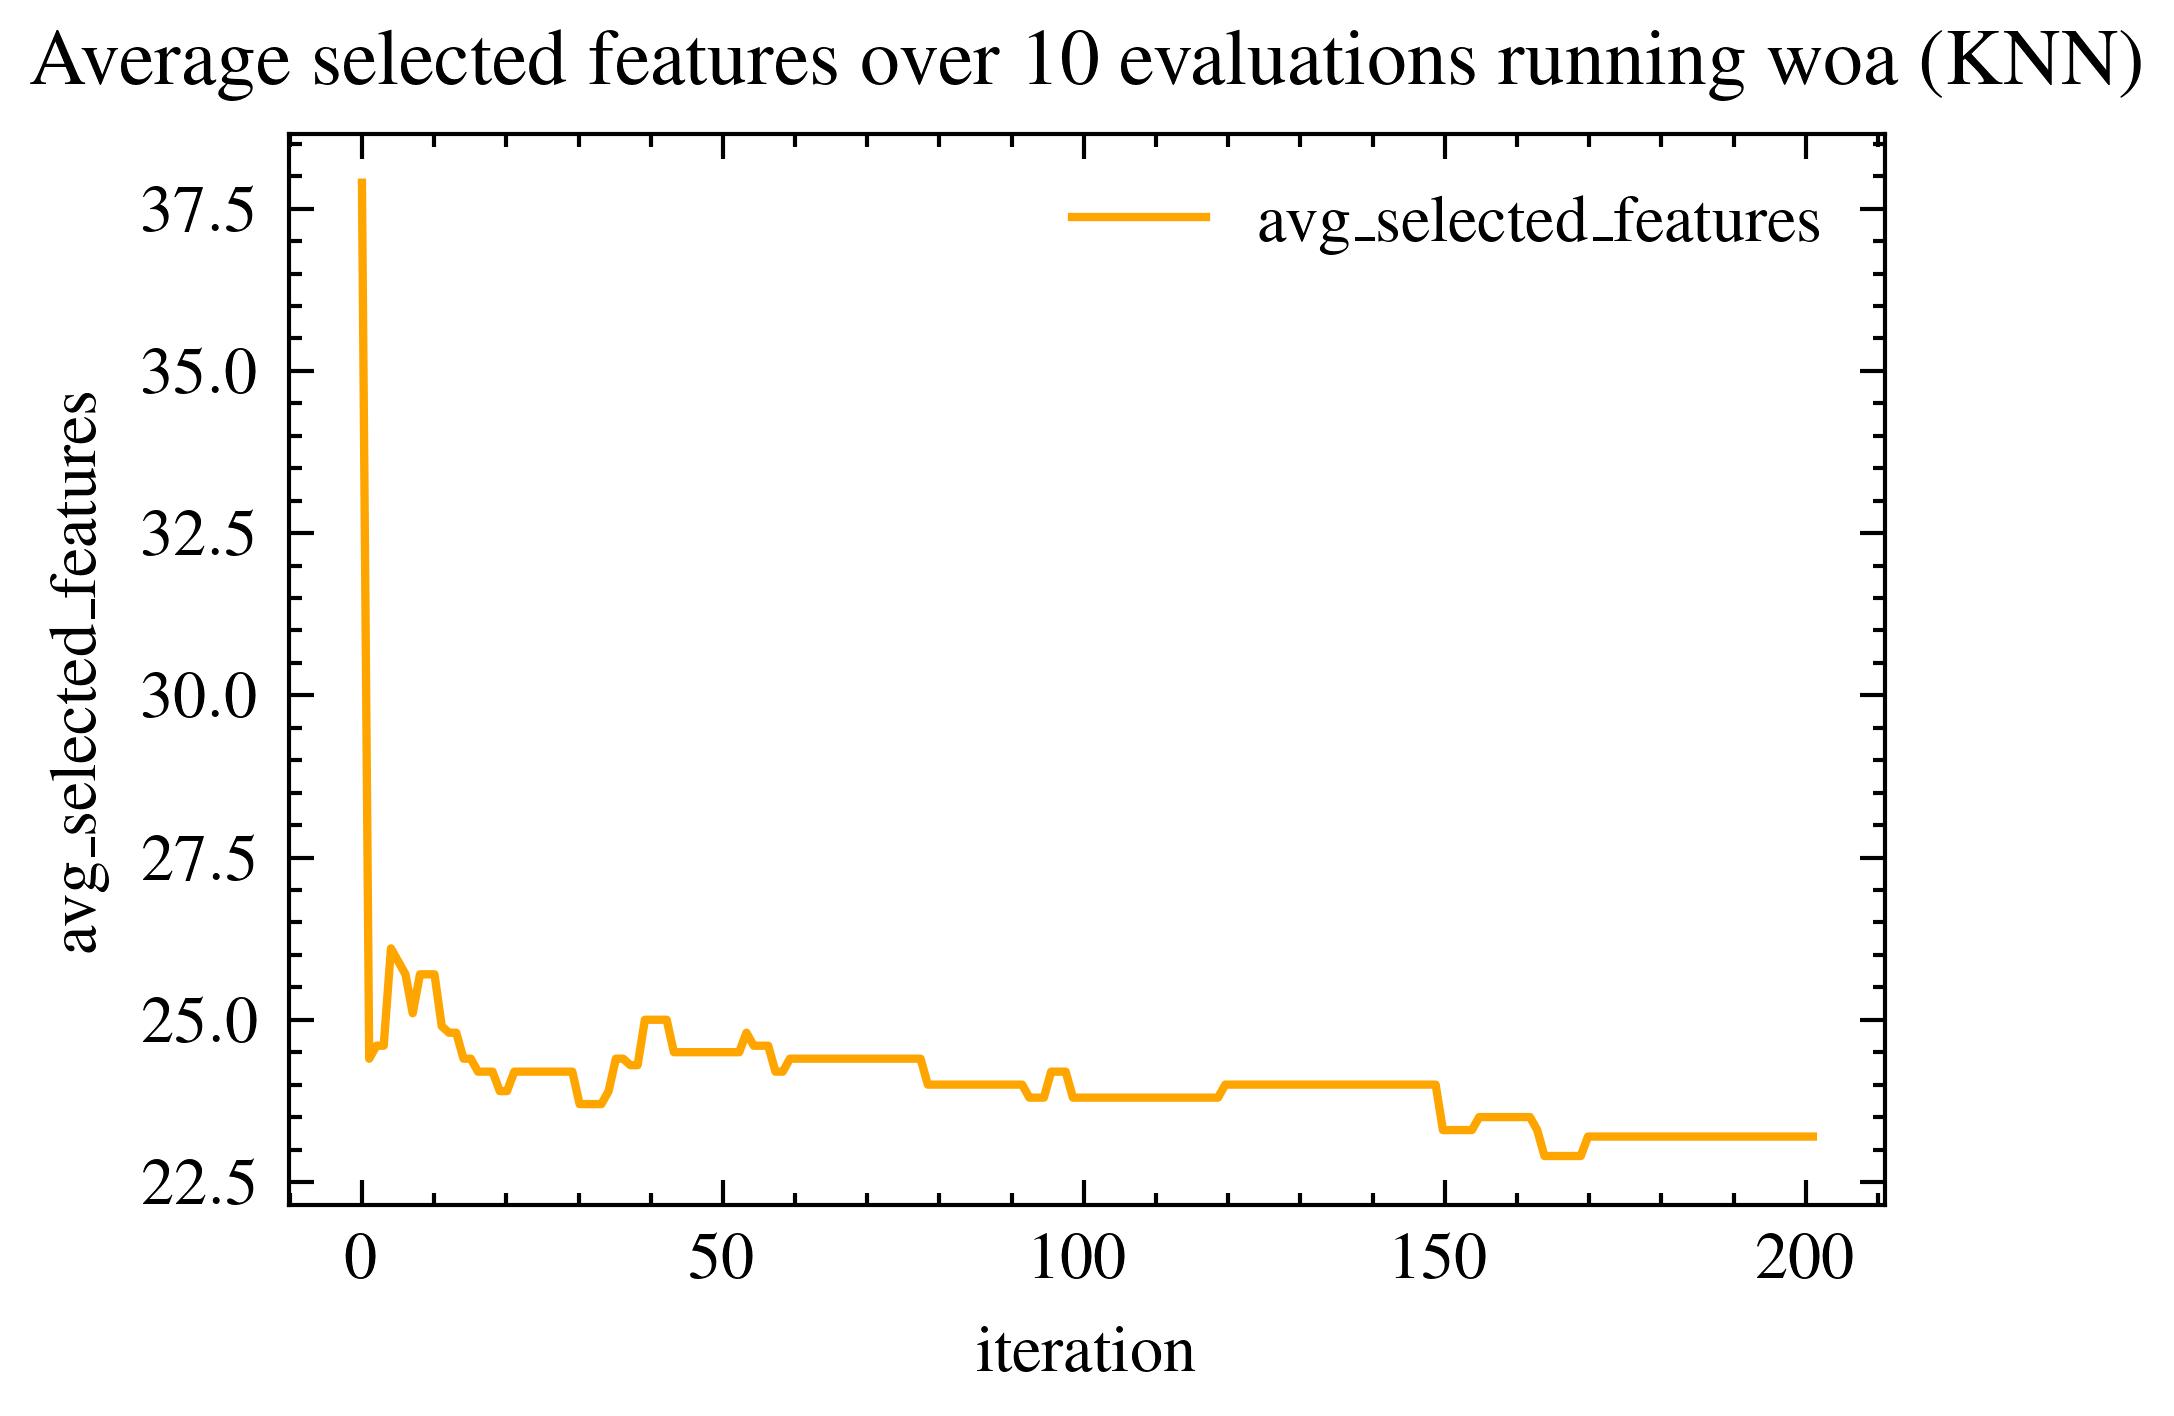 Average selected features over 10 evaluations running woa (KNN)
avg_selected_features
37.5
35.0
32.5
30.0
27.5
25.0
22.5
avg_selected_features
0 50 100 150 200
iteration